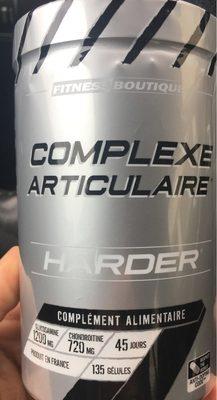 FITNESS BOUTIQUE
COMPLEXE
ARTICULAIRE
HARDER
COMPLÉMENT ALIMENTAIRE
GLUCOSAMINE
1200 MG
CHONDROITINE
720 MG
45 JOURS
PRODUIT EN FRANCE
135 GÉLULES